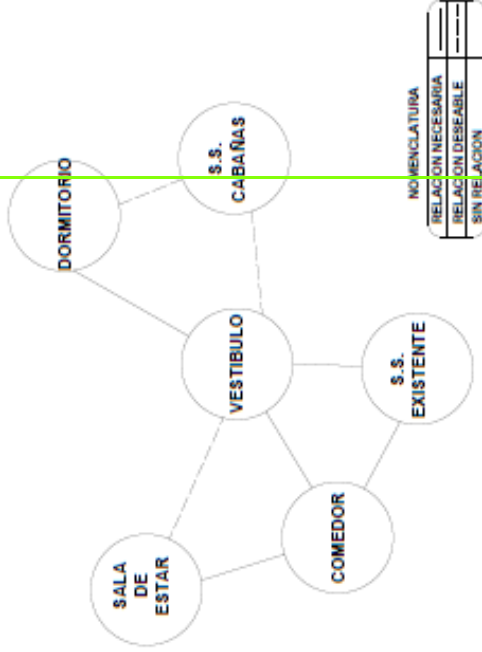 SALA
DE
ESTAR
COMEDOR
VESTIBULO
S.S.
EXISTENTE
DORMITORIO
S.S.
CABAÑAS
NOMENCLATURA
RELACION NECESARIA
RELACION DESEABLE
SIN RELACION